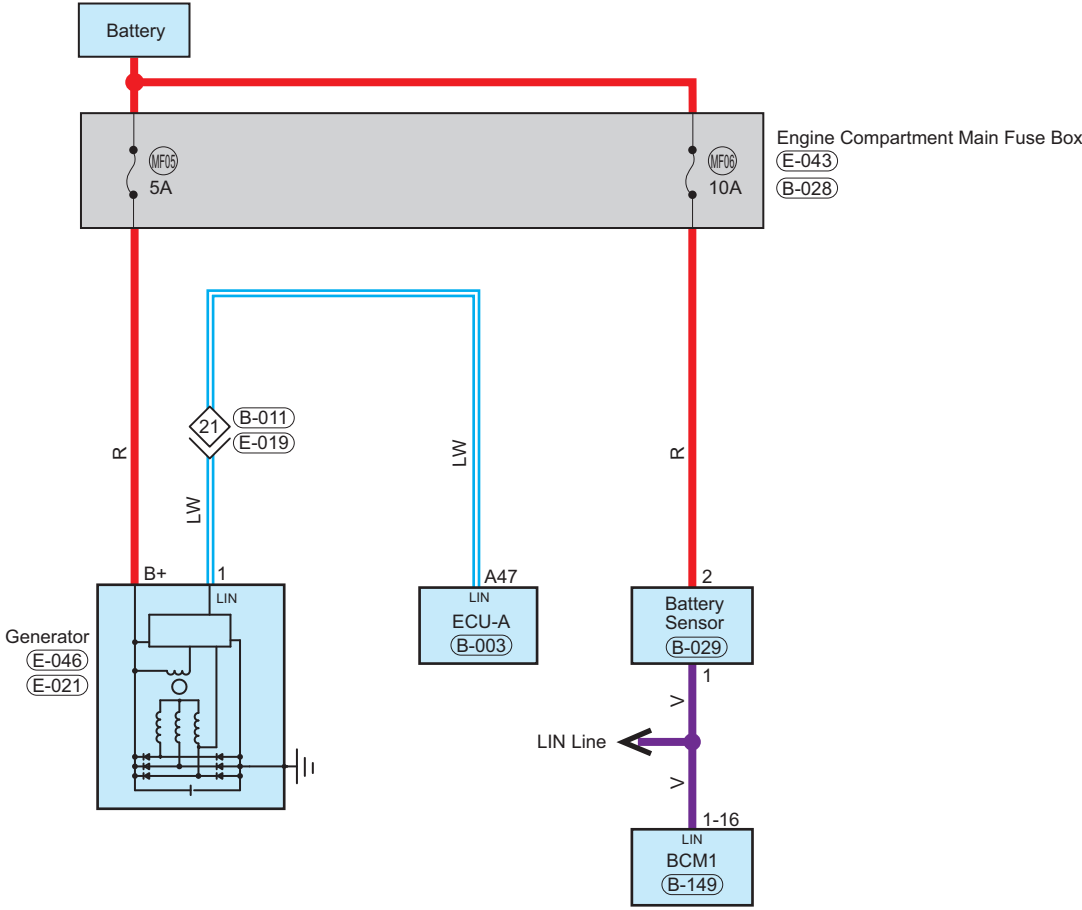 Battery
Engine Compartment Main Fuse Box
MF05
5A
MF06
10A
E-043
B-028
21
B-011
E-019
R
LW
LW
R
B+
1
LIN
Generator
E-046
E-021
A47
LIN
ECU-A
B-003
2
Battery
Sensor
B-029
1
V
LIN Line
V
1-16
LIN
BCM1
B-149